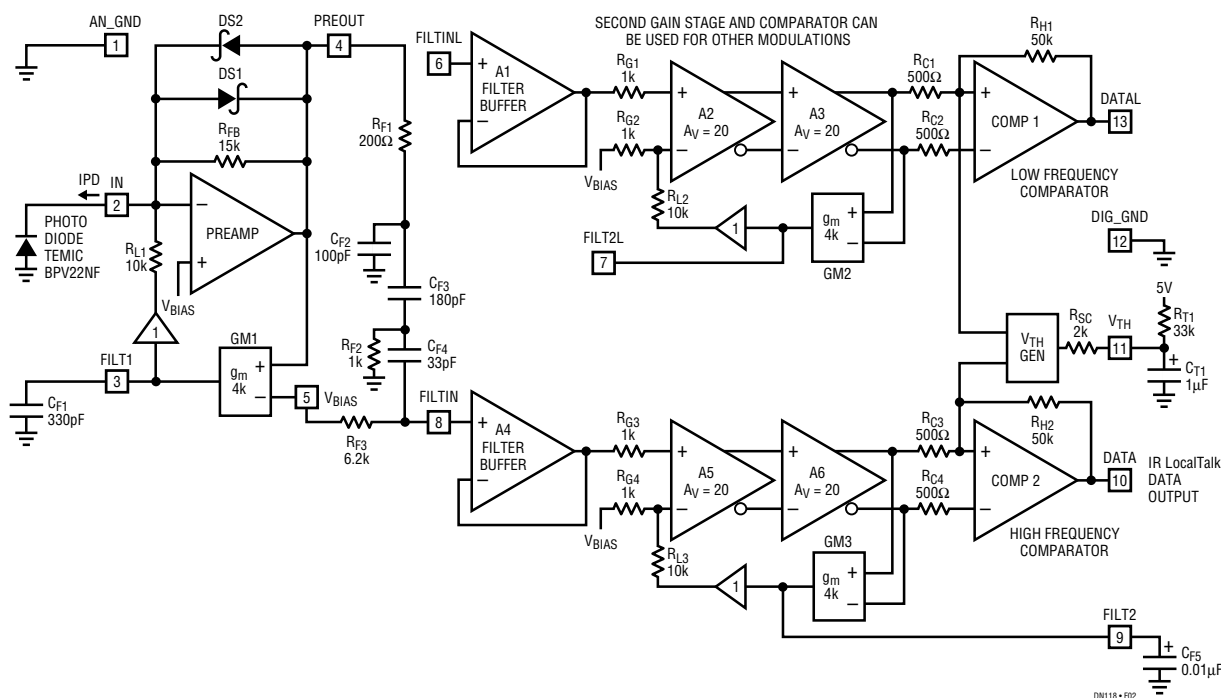 AN_GND
1
DS2
PREOUT
4
DS1
RFB
15k
IPD
IN
2
PHOTO
DIODE
TEMIC
BPV22NF
RL1
10k
−
+
PREAMP
VBIAS
1
FILT1
3
CF1
330pF
GM1
gm
4k
+
−
5
VBIAS
RF1
200Ω
CF2
100pF
CF3
180pF
RF2
1k
CF4
33pF
RF3
6.2k
SECOND GAIN STAGE AND COMPARATOR CAN
BE USED FOR OTHER MODULATIONS
FILTINL
6
+
−
A1
FILTER
BUFFER
RG1
1k
RG2
1k
VBIAS
+
−
A2
AV = 20
+
−
A3
AV = 20
RL2
10k
1
gm
4k
+
−
GM2
FILT2L
7
RC1
500Ω
RC2
500Ω
RH1
50k
+
−
COMP 1
DATAL
13
LOW FREQUENCY
COMPARATOR
DIG_GND
12
5V
RT1
33k
VTH
GEN
RSC
2k
VTH
11
+
CT1
1µF
FILTIN
8
+
−
A4
FILTER
BUFFER
RG3
1k
RG4
1k
VBIAS
+
−
A5
AV = 20
+
−
A6
AV = 20
RL3
10k
1
gm
4k
+
−
GM3
RC3
500Ω
RC4
500Ω
RH2
50k
+
−
COMP 2
DATA
10
IR LocalTalk
DATA
OUTPUT
HIGH FREQUENCY
COMPARATOR
FILT2
9
+
CF5
0.01µF
DN118 • F02